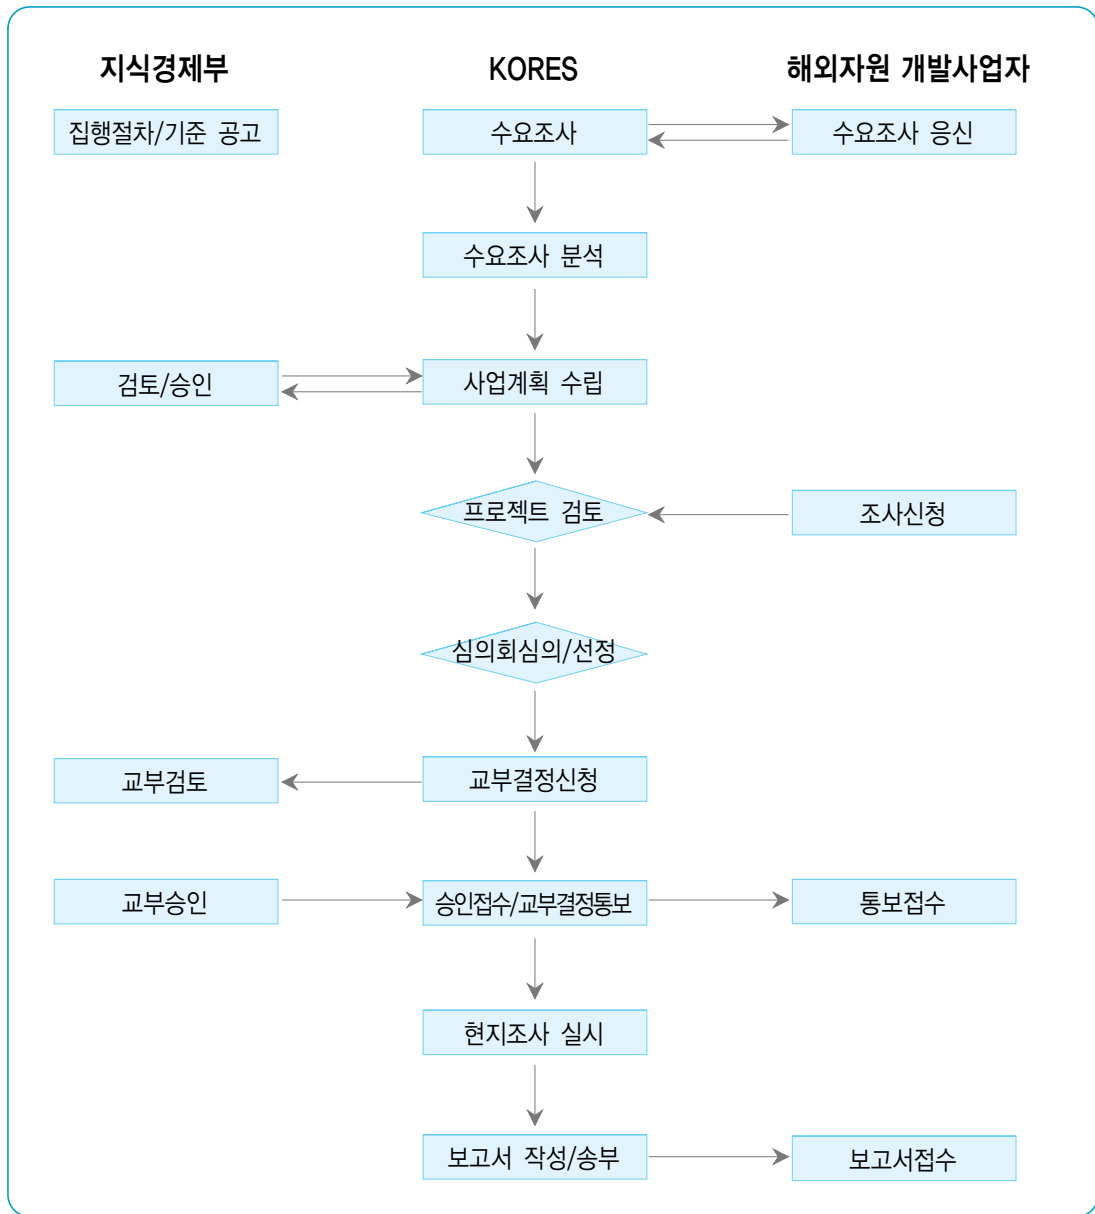 지식경제부 KORES 해외자원 개발사업자
집행절차/기준 공고 수요조사 수요조사 응신
수요조사 분석
검토/승인 사업계획 수립
프로젝트 검토 조사신청
심의회심의/선정
교부검토 교부결정신청
교부승인 승인접수/교부결정통보 통보접수
현지조사 실시
보고서 작성/송부 보고서접수